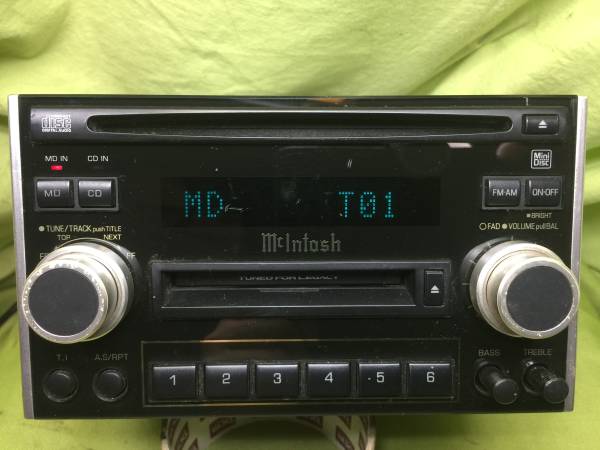 COMPACT
disc
DIGITAL AUDIO
MD IN
CD IN
Mini
Disc
MD
CD
MD T01
FM·AM
ON·OFF
BRIGHT
TUNE/TRACK push TITLE
TOP
NEXT
FF
FAD VOLUME pull BAL
McIntosh
TUNED FOR LEGACY
T.I
A.S/RPT
BASS
TREBLE
1
2
3
4
5
6